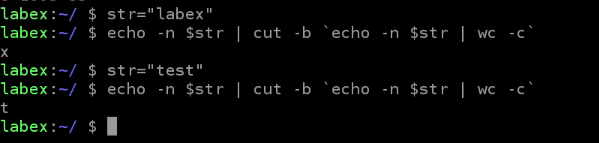 labex:~/ $ str="labex"
labex:~/ $ echo -n $str | cut -b `echo -n $str | wc -c`
x
labex:~/ $ str="test"
labex:~/ $ echo -n $str | cut -b `echo -n $str | wc -c`
t
labex:~/ $